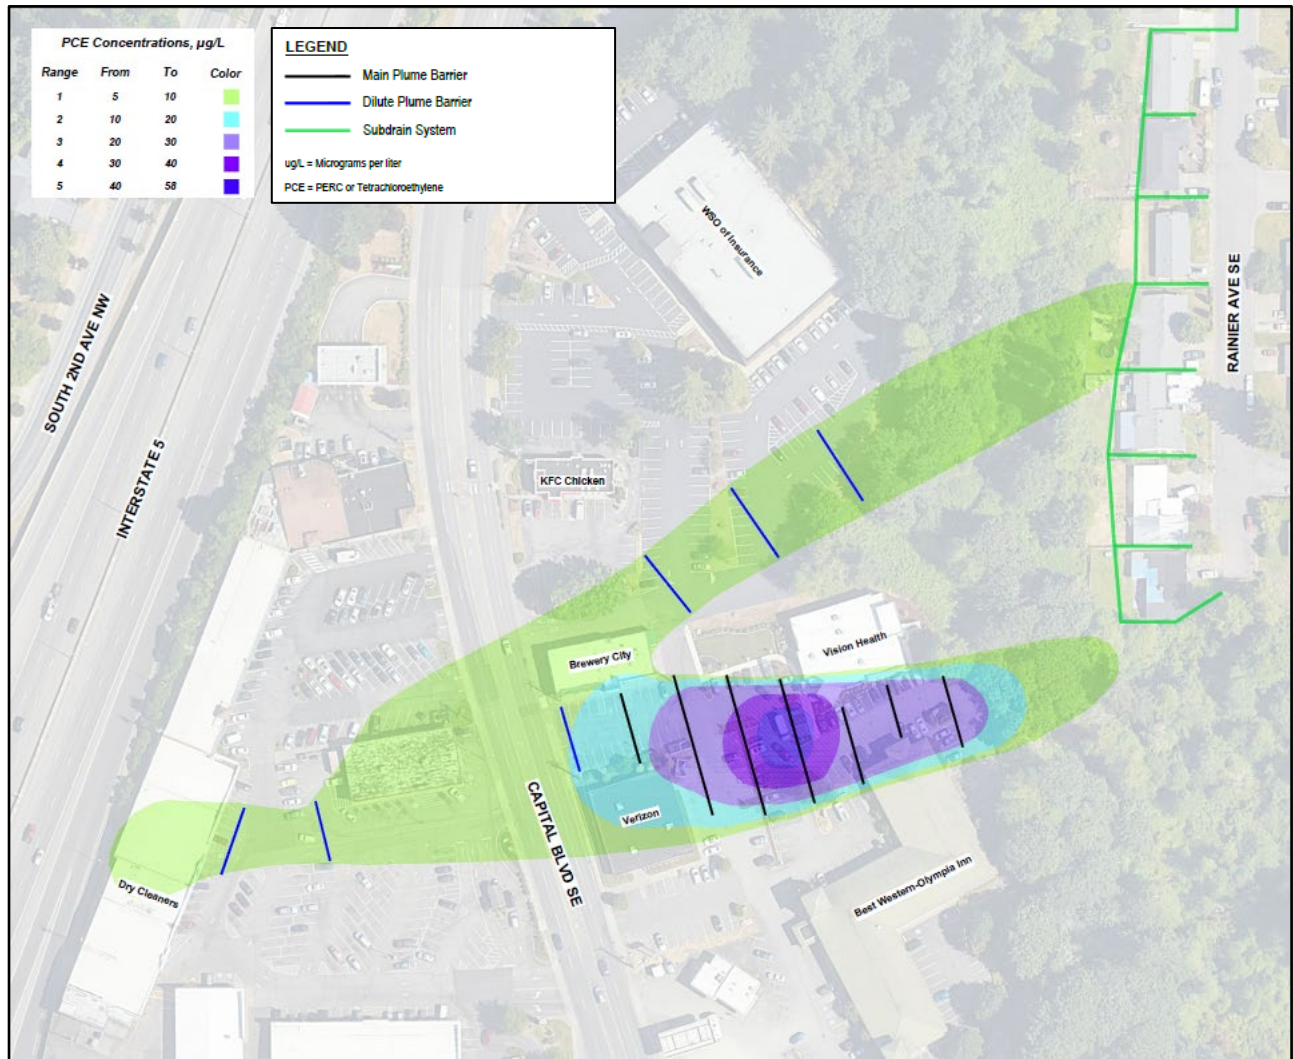 PCE Concentrations, µg/L
Range From To Color
1 5 10
2 10 20
3 20 30
4 30 40
5 40 58
LEGEND
Main Plume Barrier
Dilute Plume Barrier
Subdrain System
ug/L = Micrograms per liter
PCE = PERC or Tetrachloroethylene
WSO of Insurance
SOUTH 2ND AVE NW
RAINIER AVE SE
INTERSTATE 5
KFC Chicken
Brewery City
Vision Health
CAPITAL BLVD SE
Verizon
Dry Cleaners
Best Western-Olympia Inn